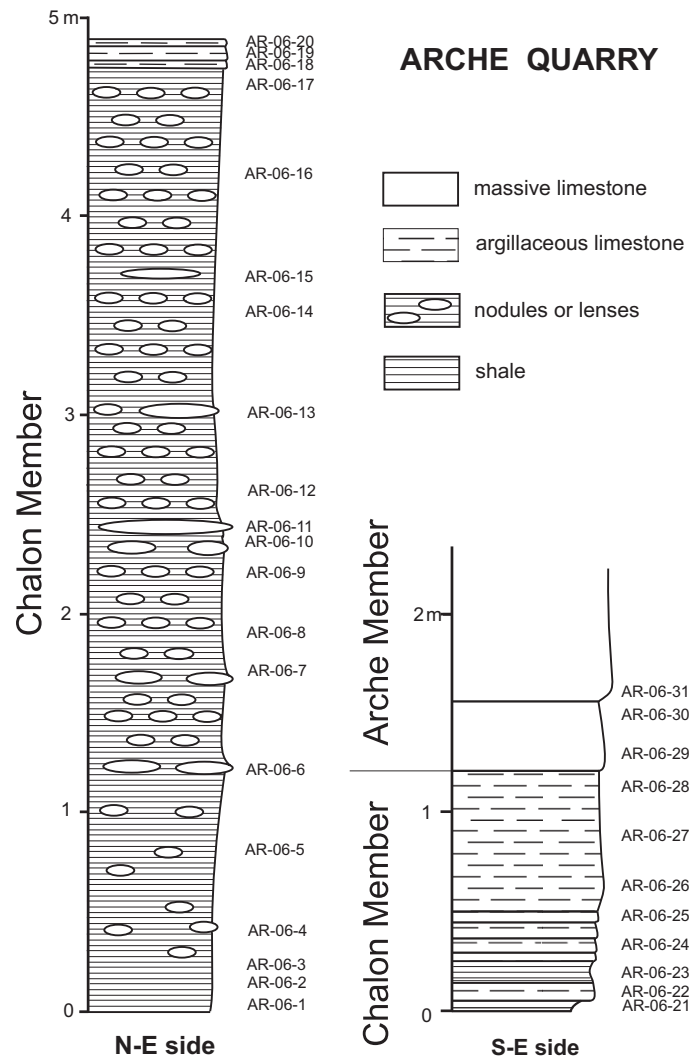 ARCHE QUARRY
massive limestone
argillaceous limestone
nodules or lenses
shale
5 m
4
3
2
1
0
Chalon Member
AR-06-20
AR-06-19
AR-06-18
AR-06-17
AR-06-16
AR-06-15
AR-06-14
AR-06-13
AR-06-12
AR-06-11
AR-06-10
AR-06-9
AR-06-8
AR-06-7
AR-06-6
AR-06-5
AR-06-4
AR-06-3
AR-06-2
AR-06-1
N-E side
Arche Member
Chalon Member
2m
1
0
AR-06-31
AR-06-30
AR-06-29
AR-06-28
AR-06-27
AR-06-26
AR-06-25
AR-06-24
AR-06-23
AR-06-22
AR-06-21
S-E side